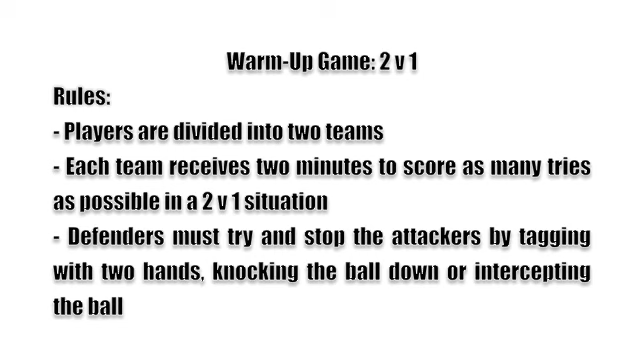 Warm-Up Game: 2 v 1
Rules:
- Players are divided into two teams
- Each team receives two minutes to score as many tries
as possible in a 2 v 1 situation
- Defenders must try and stop the attackers by tagging
with two hands, knocking the ball down or intercepting
the ball